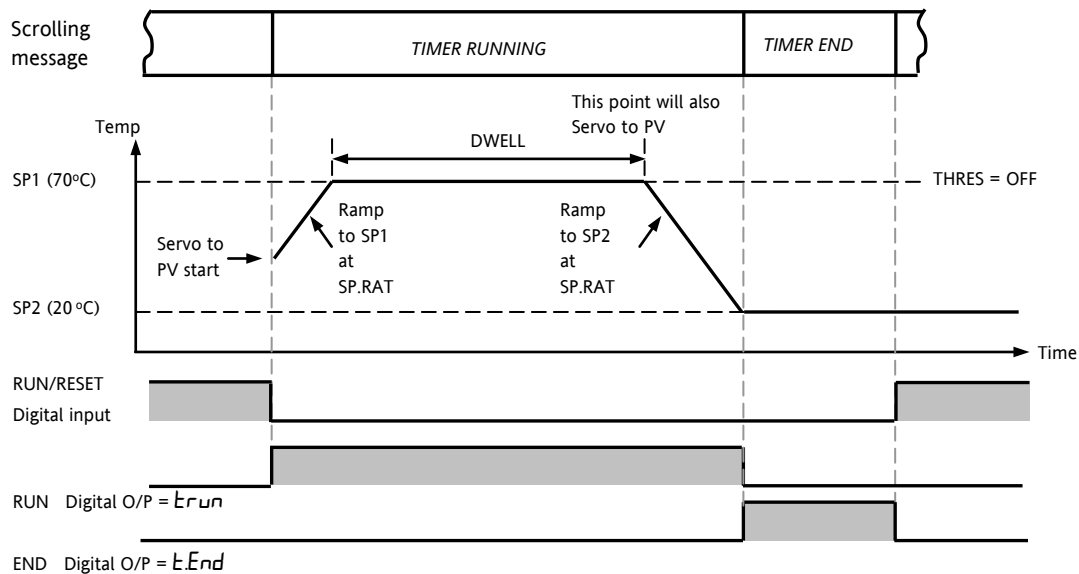 Scrolling
message
TIMER RUNNING
TIMER END
This point will also
Servo to PV
Temp
DWELL
SP1 (70ºC)
THRES = OFF
Ramp
to SP1
at
SP.RAT
Ramp
to SP2
at
SP.RAT
Servo to
PV start
SP2 (20 ºC)
Time
RUN/RESET
Digital input
RUN Digital O/P = trun
END Digital O/P = t.End